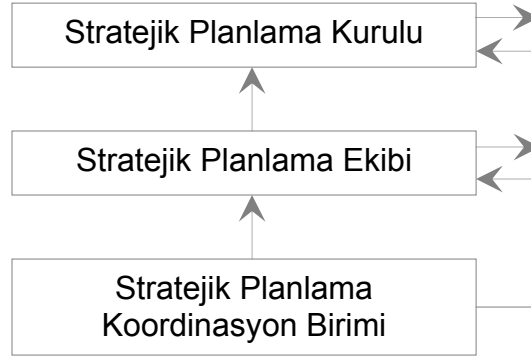 Stratejik Planlama Kurulu
Stratejik Planlama Ekibi
Stratejik Planlama
Koordinasyon Birimi